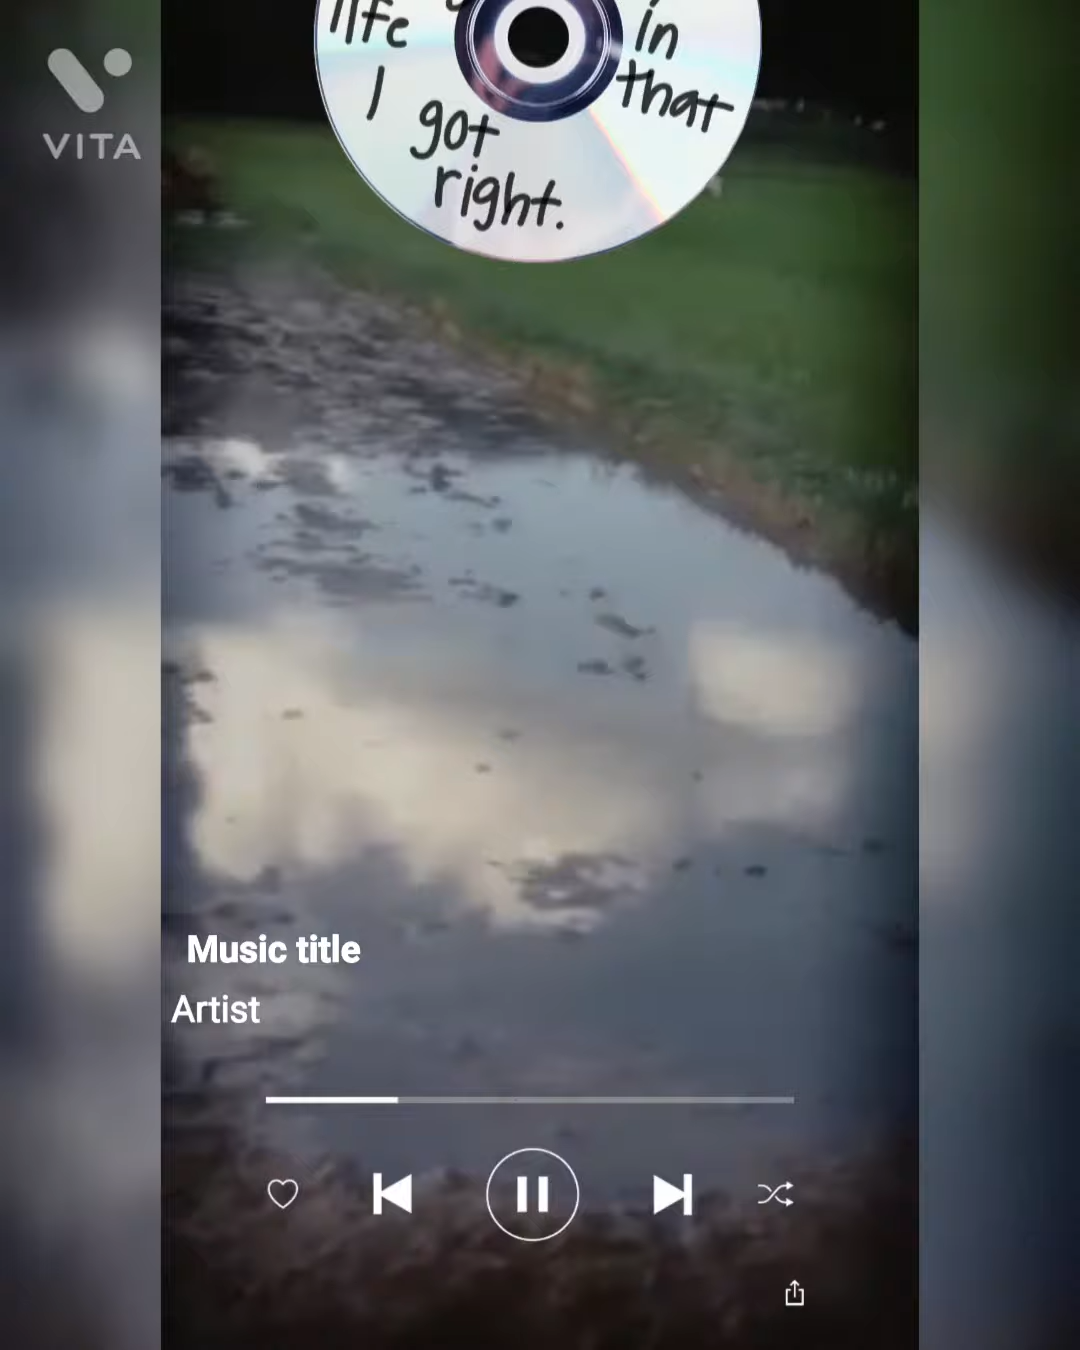 VITA
life in
I that
got
right.
Music title
Artist